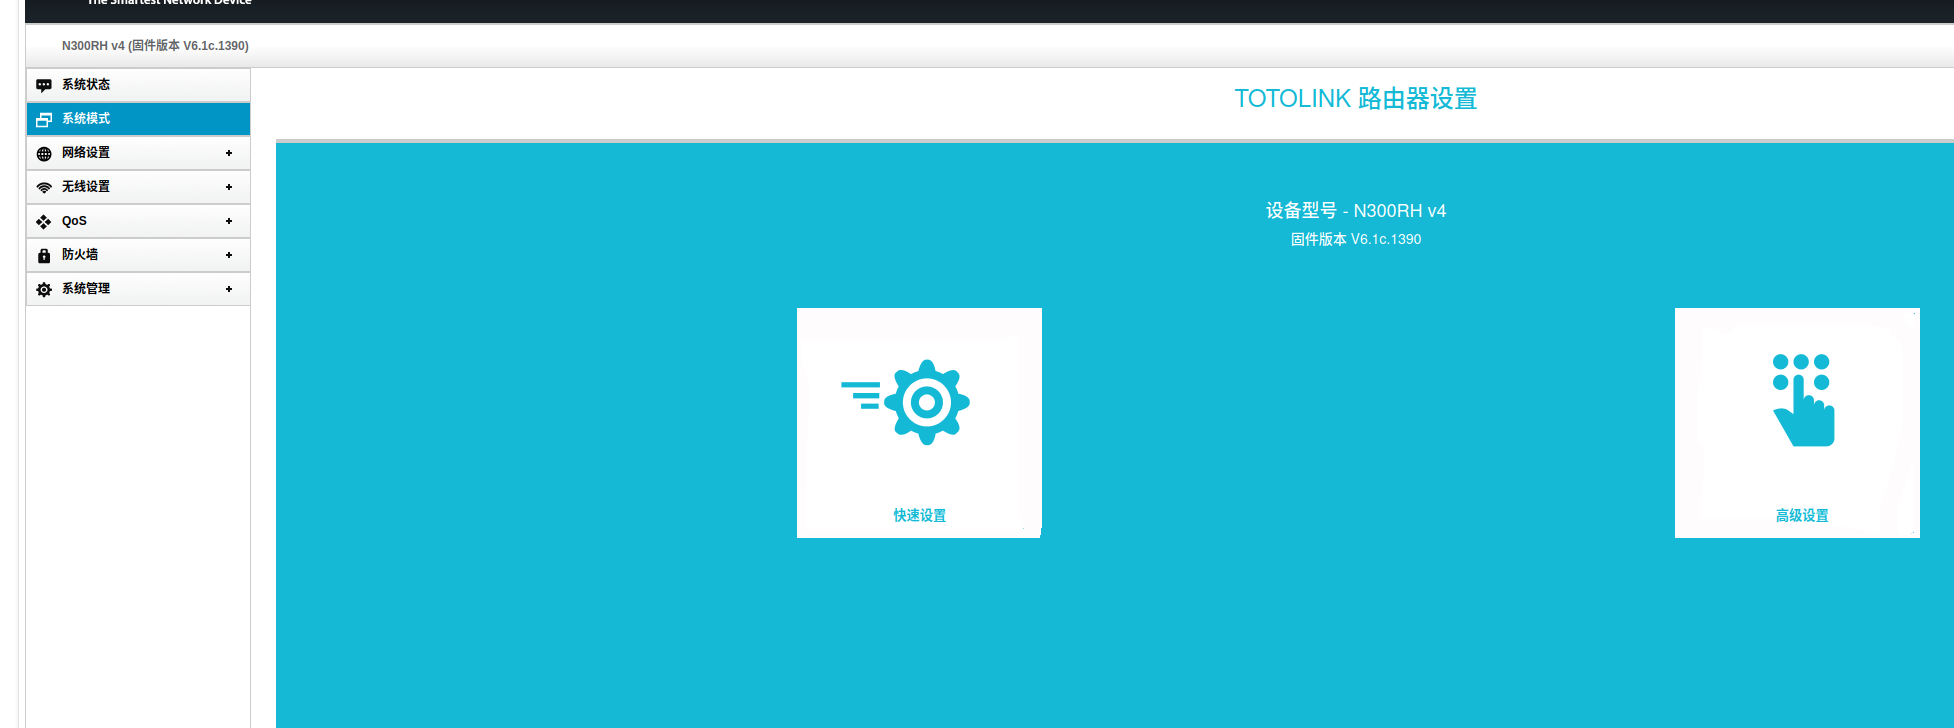 The Smartest Network Device
N300RH v4 (固件版本 V6.1c.1390)
系统状态
系统模式
网络设置
无线设置
QoS
防火墙
系统管理
TOTOLINK 路由器设置
设备型号 - N300RH v4
固件版本 V6.1c.1390
快速设置
高级设置